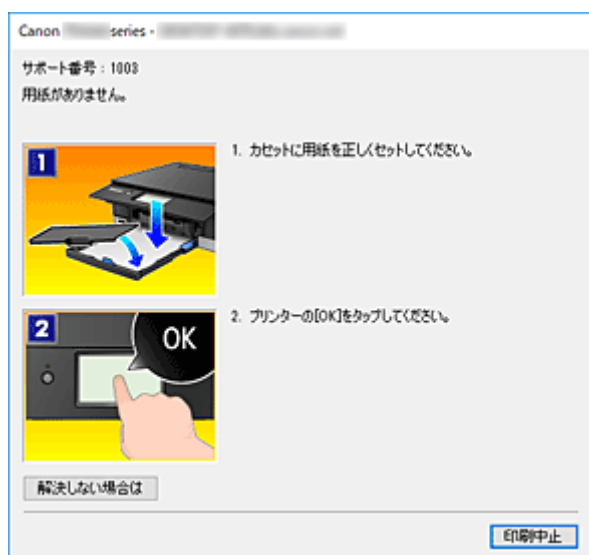 Canon series -
サポート番号 : 1003
用紙がありません。
1
1. カセットに用紙を正しくセットしてください。
2
OK
2. プリンターの[OK]をタップしてください。
解決しない場合は
印刷中止